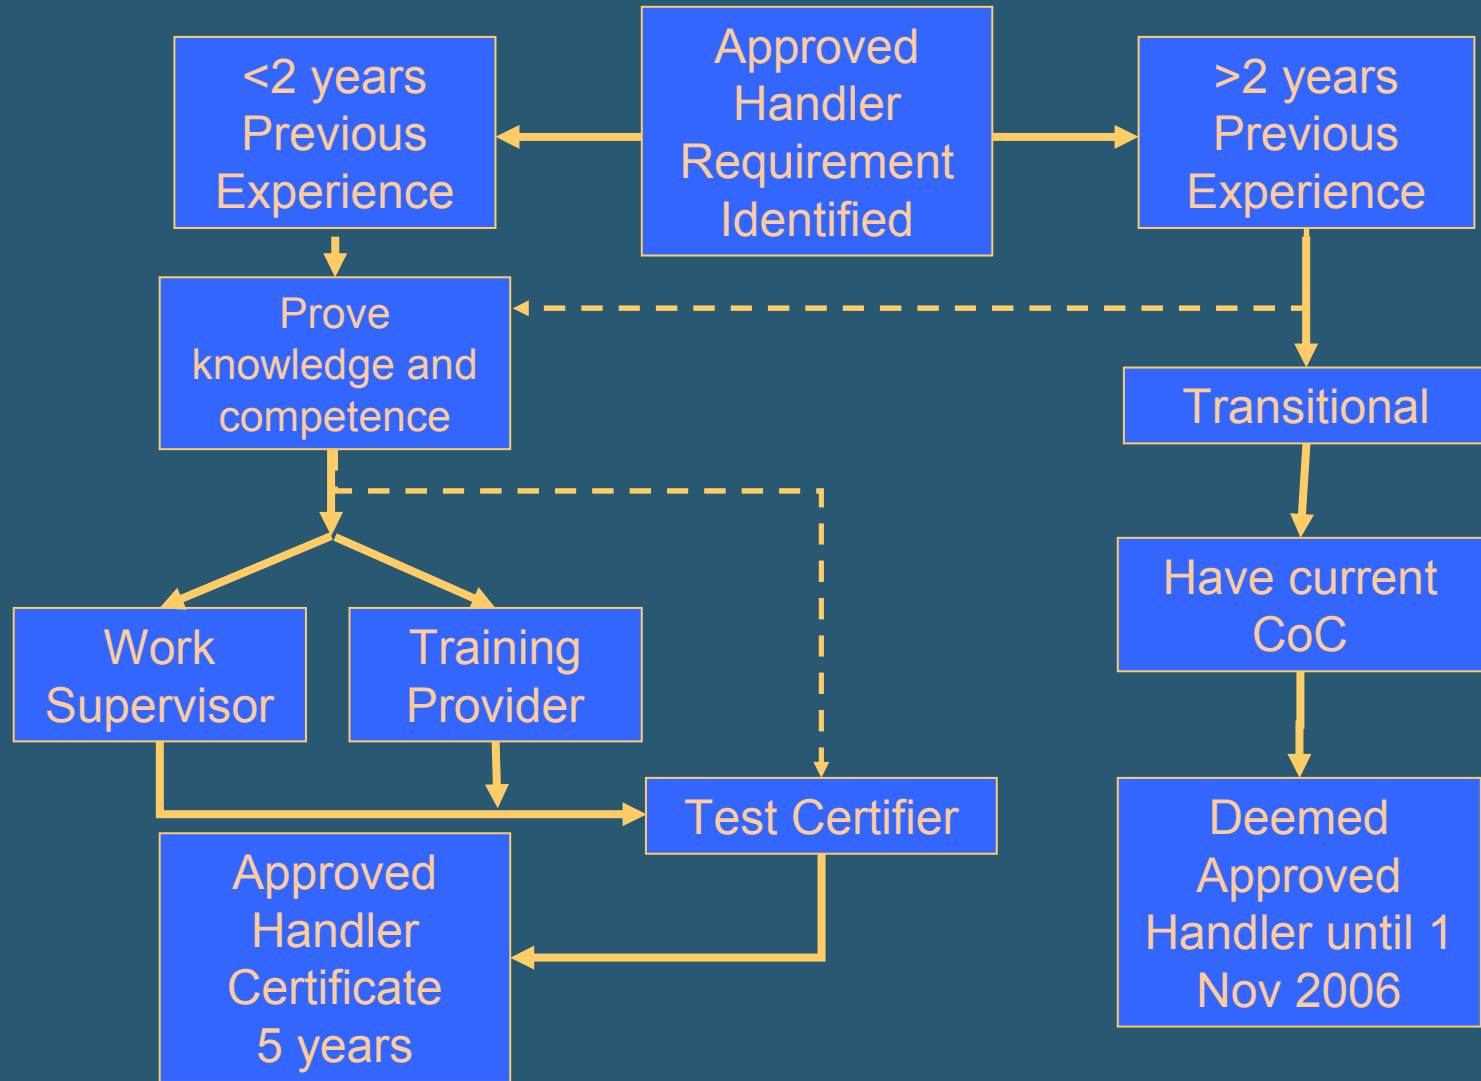 <2 years
Previous
Experience
Approved
Handler
Requirement
Identified
>2 years
Previous
Experience
Prove
knowledge and
competence
Transitional
Have current
CoC
Work
Supervisor
Training
Provider
Test Certifier
Deemed
Approved
Handler until 1
Nov 2006
Approved
Handler
Certificate
5 years